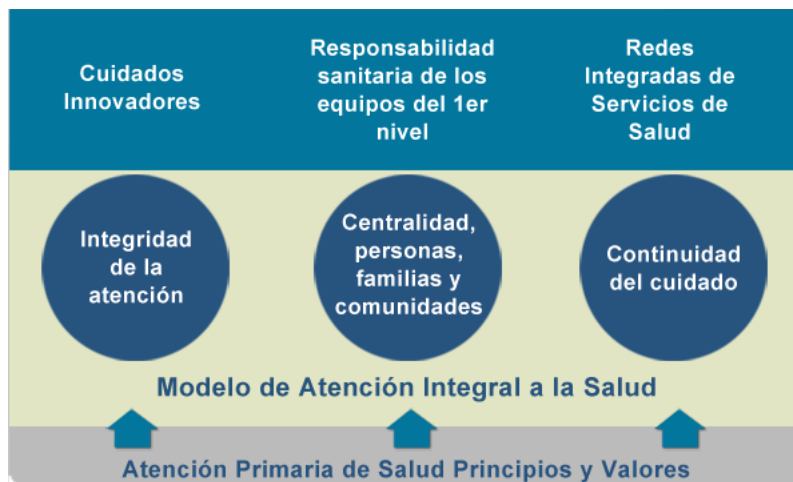 Cuidados
Innovadores
Responsabilidad
sanitaria de los
equipos del 1er
nivel
Redes
Integradas de
Servicios de
Salud
Integridad
de la
atención
Centralidad,
personas,
familias y
comunidades
Continuidad
del cuidado
Modelo de Atención Integral a la Salud
Atención Primaria de Salud Principios y Valores